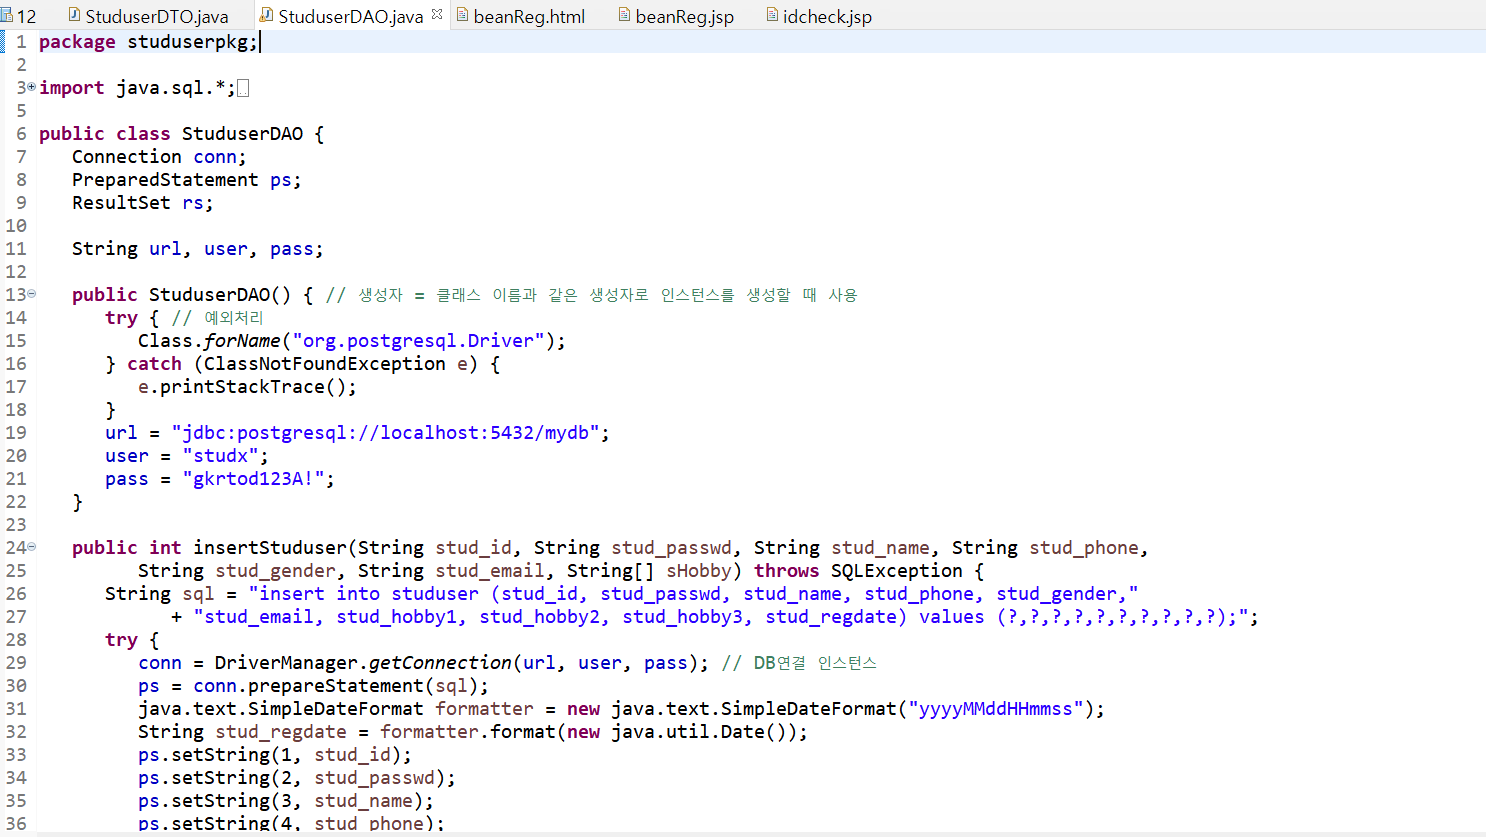 12 StuduserDTO.java StuduserDAO.java beanReg.html beanReg.jsp idcheck.jsp
1 package studuserpkg;
2
3 import java.sql.*;
5
6 public class StuduserDAO {
7 Connection conn;
8 PreparedStatement ps;
9 ResultSet rs;
10
11 String url, user, pass;
12
13 public StuduserDAO() { // 생성자 = 클래스 이름과 같은 생성자로 인스턴스를 생성할 때 사용
14 try { // 예외처리
15 Class.forName("org.postgresql.Driver");
16 } catch (ClassNotFoundException e) {
17 e.printStackTrace();
18 }
19 url = "jdbc:postgresql://localhost:5432/mydb";
20 user = "studx";
21 pass = "gkrtod123A!";
22 }
23
24 public int insertStuduser(String stud_id, String stud_passwd, String stud_name, String stud_phone,
25 String stud_gender, String stud_email, String[] sHobby) throws SQLException {
26 String sql = "insert into studuser (stud_id, stud_passwd, stud_name, stud_phone, stud_gender,"
27 + "stud_email, stud_hobby1, stud_hobby2, stud_hobby3, stud_regdate) values (?,?,?,?,?,?,?,?,?,?);";
28 try {
29 conn = DriverManager.getConnection(url, user, pass); // DB연결 인스턴스
30 ps = conn.prepareStatement(sql);
31 java.text.SimpleDateFormat formatter = new java.text.SimpleDateFormat("yyyyMMddHHmmss");
32 String stud_regdate = formatter.format(new java.util.Date());
33 ps.setString(1, stud_id);
34 ps.setString(2, stud_passwd);
35 ps.setString(3, stud_name);
36 ps.setString(4, stud_phone);